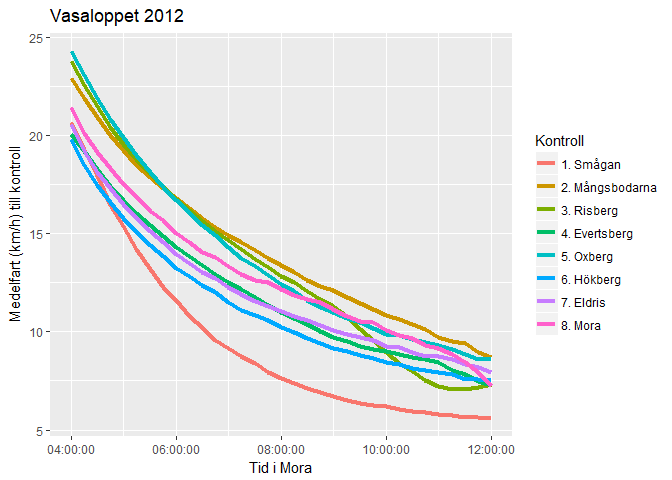 Vasaloppet 2012
Medelfart (km/h) till kontroll
25
20
15
10
5
04:00:00
06:00:00
08:00:00
10:00:00
12:00:00
Tid i Mora
Kontroll
1. Smågan
2. Mångsbodarna
3. Risberg
4. Evertsberg
5. Oxberg
6. Hökberg
7. Eldris
8. Mora